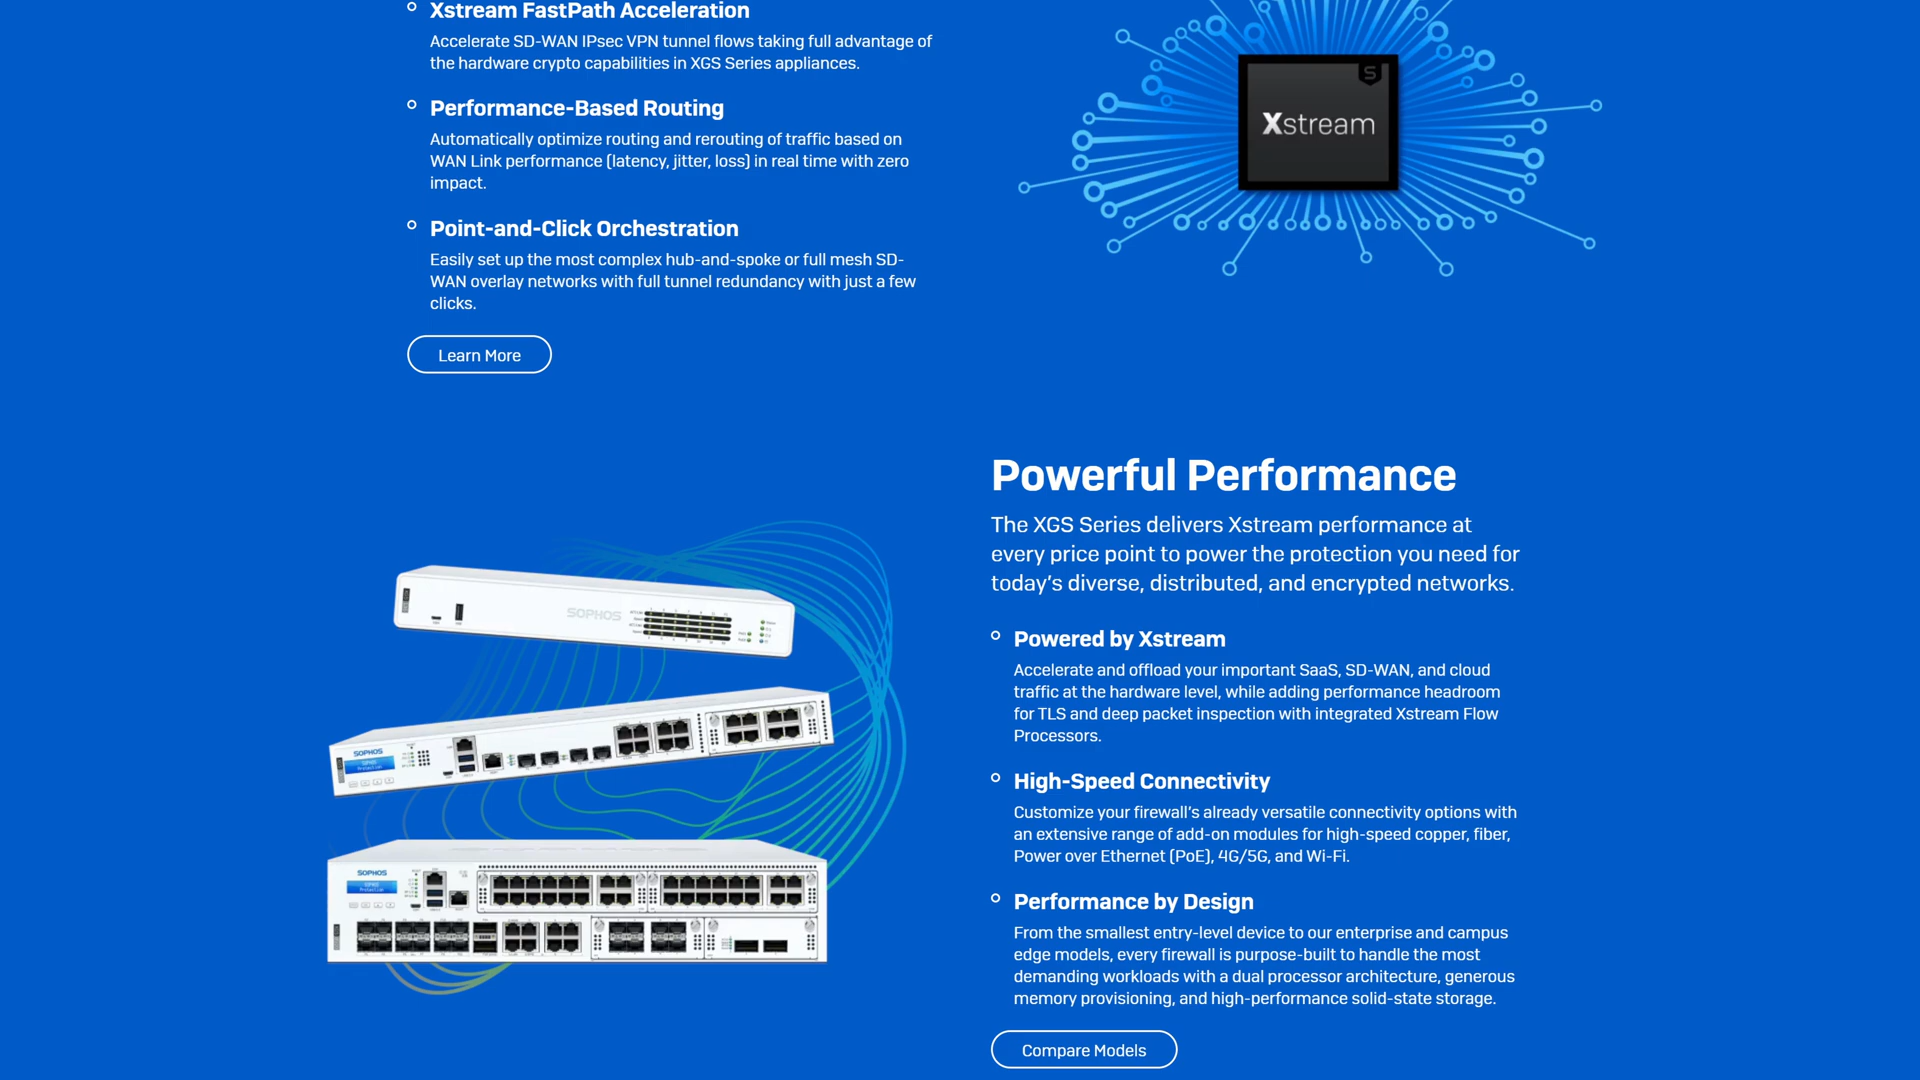 Xstream FastPath Acceleration
Accelerate SD-WAN IPsec VPN tunnel flows taking full advantage of
the hardware crypto capabilities in XGS Series appliances.
Performance-Based Routing
Automatically optimize routing and rerouting of traffic based on
WAN Link performance (latency, jitter, loss) in real time with zero
impact.
Point-and-Click Orchestration
Easily set up the most complex hub-and-spoke or full mesh SD-
WAN overlay networks with full tunnel redundancy with just a few
clicks.
Learn More
S
Xstream
SOPHOS
SOPHOS
SOPHOS
Powerful Performance
The XGS Series delivers Xstream performance at
every price point to power the protection you need for
today's diverse, distributed, and encrypted networks.
Powered by Xstream
Accelerate and offload your important SaaS, SD-WAN, and cloud
traffic at the hardware level, while adding performance headroom
for TLS and deep packet inspection with integrated Xstream Flow
Processors.
High-Speed Connectivity
Customize your firewall's already versatile connectivity options with
an extensive range of add-on modules for high-speed copper, fiber,
Power over Ethernet (PoE), 4G/5G, and Wi-Fi.
Performance by Design
From the smallest entry-level device to our enterprise and campus
edge models, every firewall is purpose-built to handle the most
demanding workloads with a dual processor architecture, generous
memory provisioning, and high-performance solid-state storage.
Compare Models